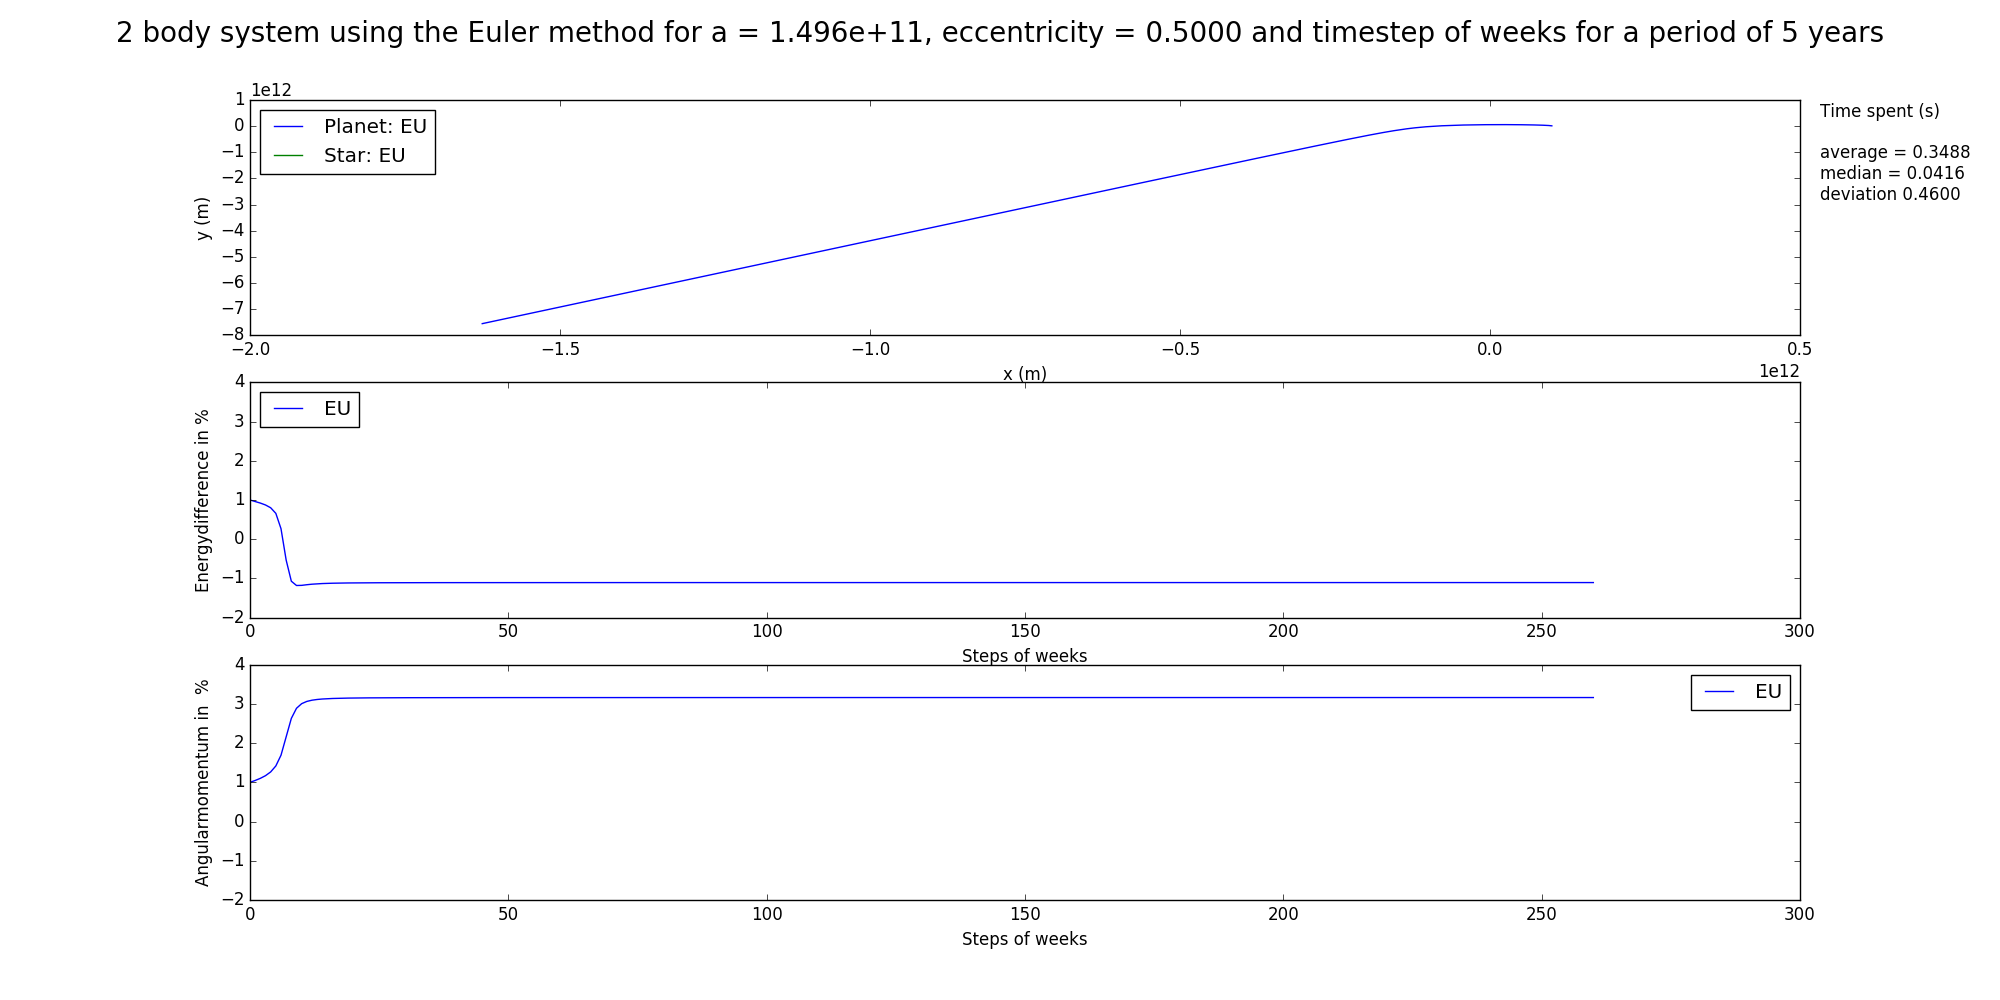 2 body system using the Euler method for a = 1.496e+11, eccentricity = 0.5000 and timestep of weeks for a period of 5 years
1e12
Planet: EU
Star: EU
Time spent (s)
average = 0.3488
median = 0.0416
deviation 0.4600
y (m)
1
0
−1
−2
−3
−4
−5
−6
−7
−8
−2.0 −1.5 −1.0 −0.5 0.0 0.5
x (m)
1e12
EU
Energydifference in %
4
3
2
1
0
−1
−2
0 50 100 150 200 250 300
Steps of weeks
EU
Angularmomentum in %
4
3
2
1
0
−1
−2
0 50 100 150 200 250 300
Steps of weeks